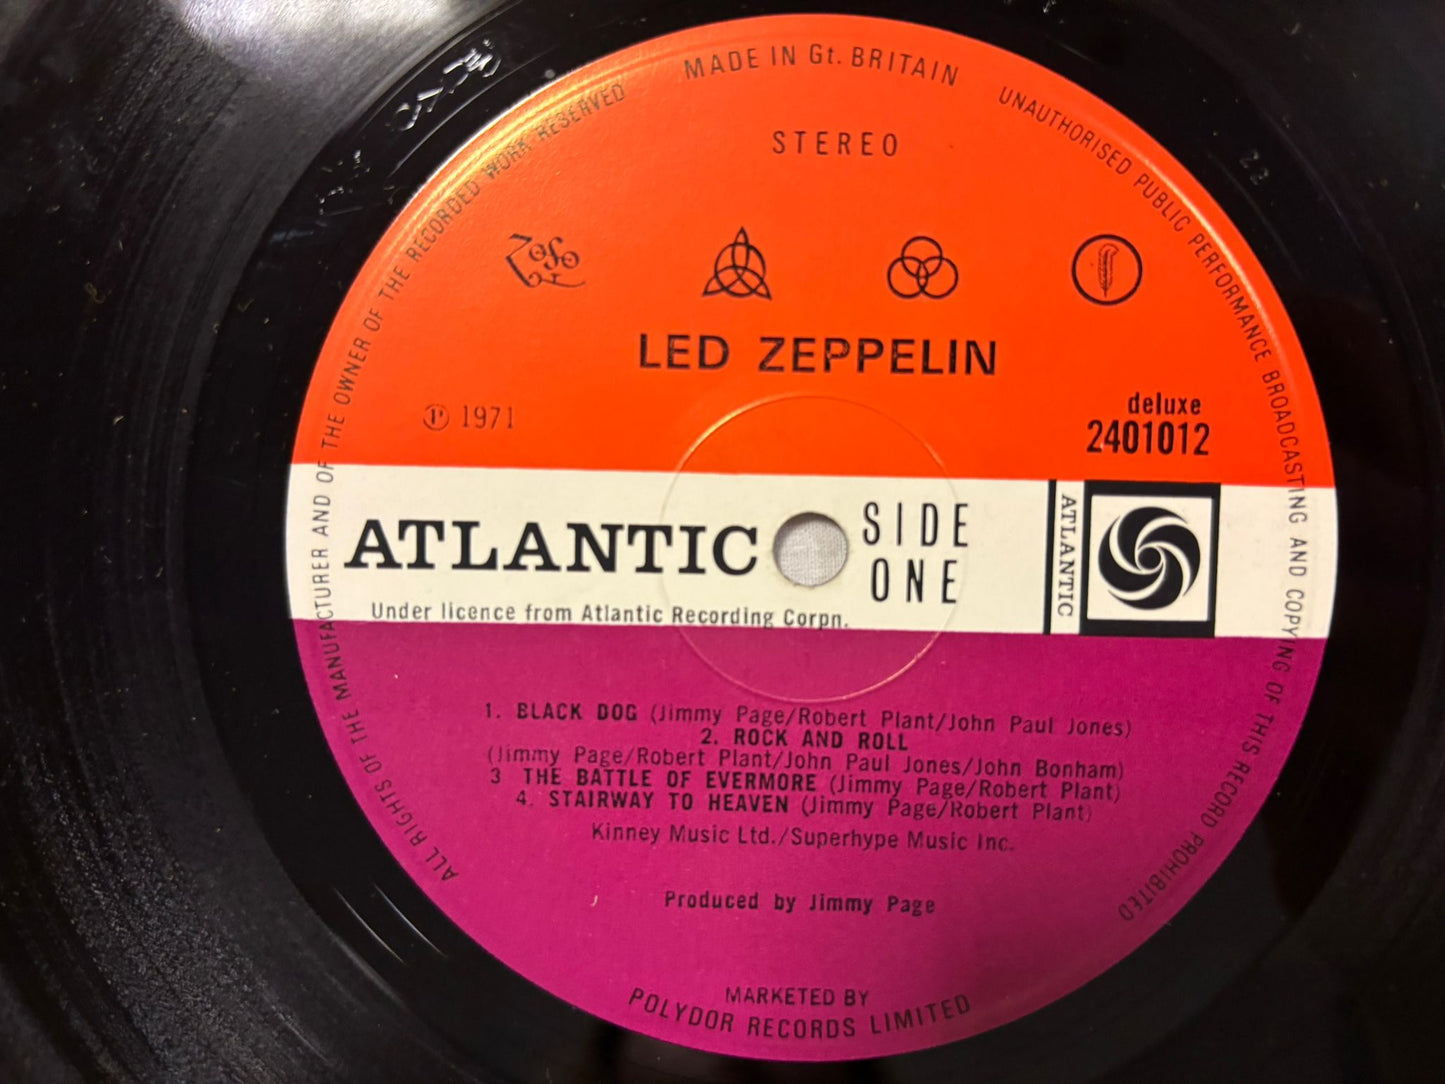 MADE IN Gt. BRITAIN
UNAUTHORISED PUBLIC PERFORMANCE BROADCASTING AND COPYING OF THIS RECORD PROHIBITED
ALL RIGHTS OF THE MANUFACTURER AND OF THE OWNER OF THE RECORDED WORK RESERVED
STEREO
LED ZEPPELIN
℗ 1971
deluxe
2401012
ATLANTIC
SIDE
ONE
ATLANTIC
Under licence from Atlantic Recording Corpn.
1. BLACK DOG (Jimmy Page/Robert Plant/John Paul Jones)
2. ROCK AND ROLL
(Jimmy Page/Robert Plant/John Paul Jones/John Bonham)
3 THE BATTLE OF EVERMORE (Jimmy Page/Robert Plant)
4. STAIRWAY TO HEAVEN (Jimmy Page/Robert Plant)
Kinney Music Ltd./Superhype Music Inc.
Produced by Jimmy Page
MARKETED BY
POLYDOR RECORDS LIMITED